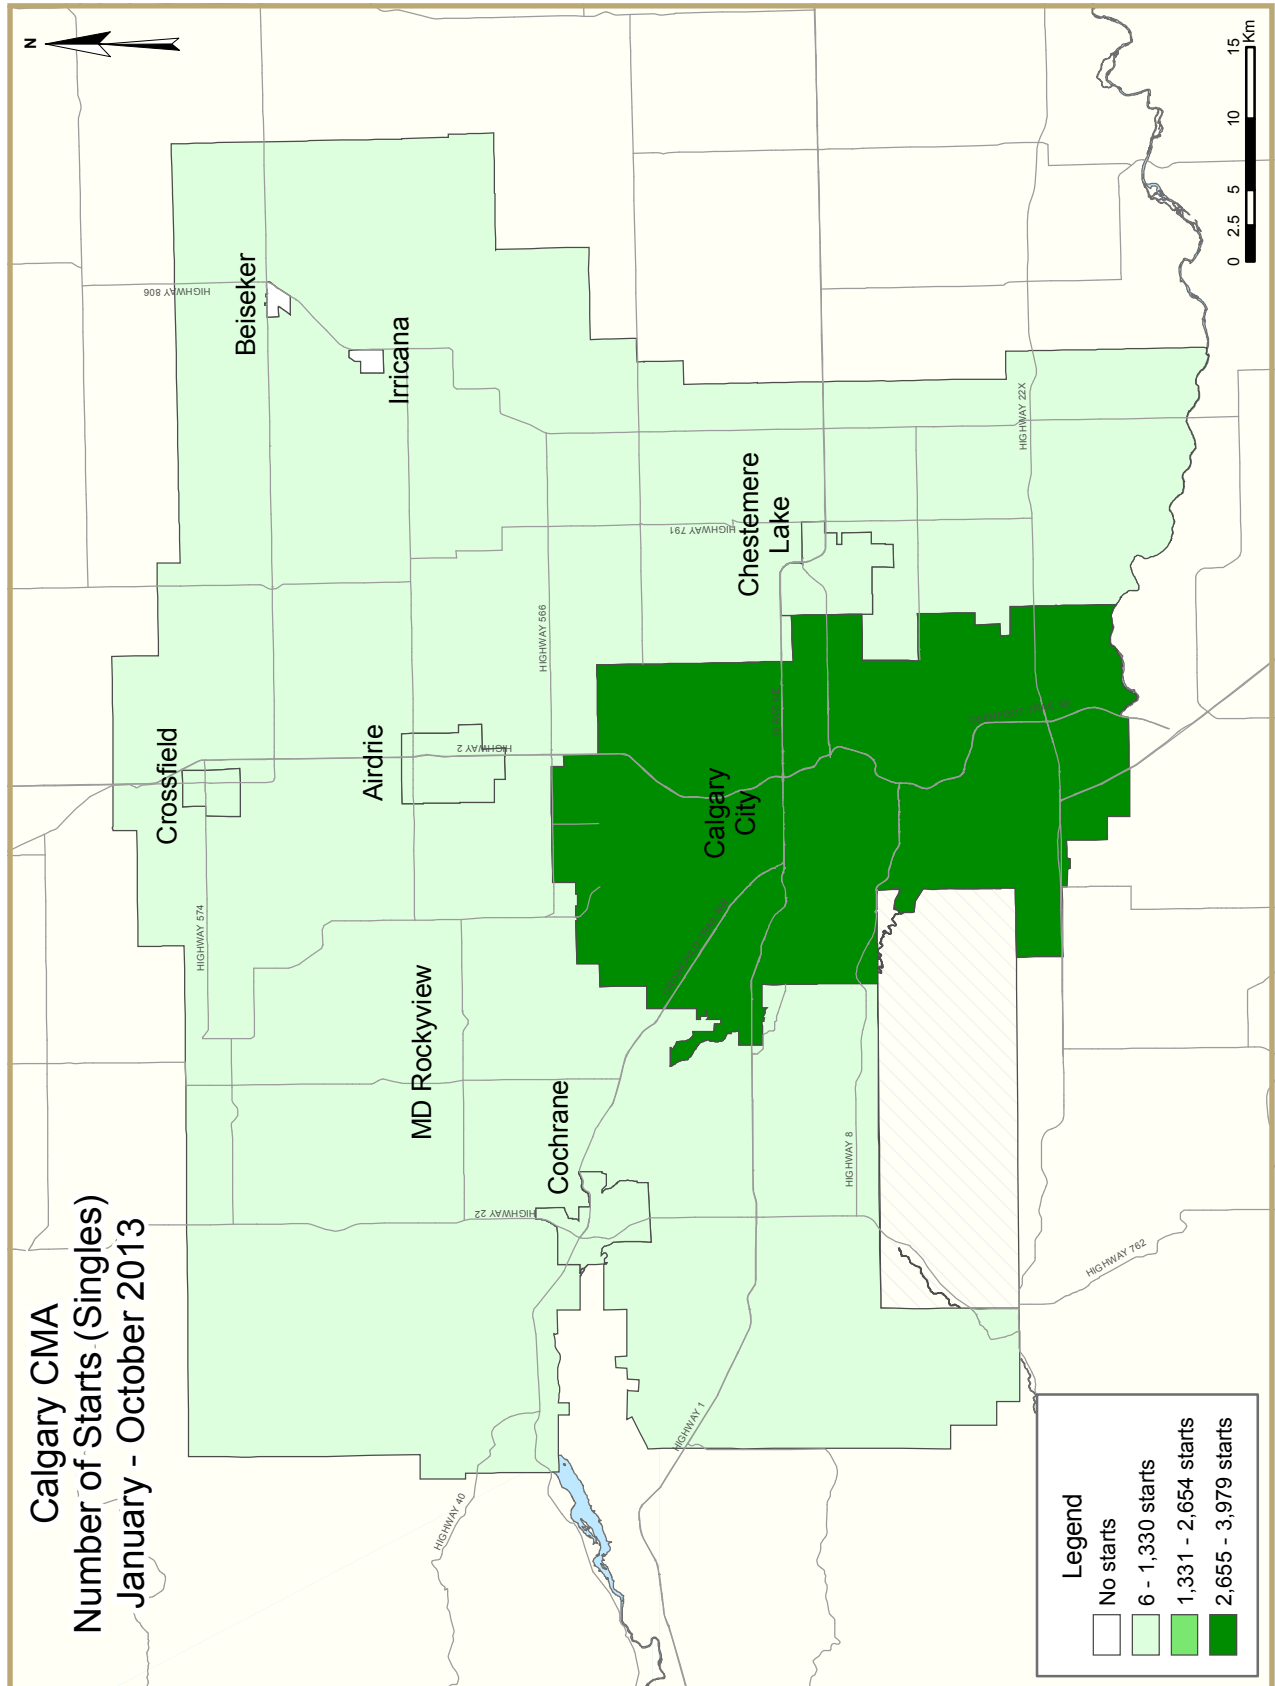 Calgary CMA
Number of Starts (Singles)
January - October 2013
N
HIGHWAY 806
Beiseker
Irricana
Crossfield
HIGHWAY 574
Airdrie
HIGHWAY 2
HIGHWAY 566
MD Rockyview
Cochrane
HIGHWAY 22
HIGHWAY 791
Chestemere
Lake
Calgary
City
HIGHWAY 22X
HIGHWAY 8
HIGHWAY 1
HIGHWAY 40
HIGHWAY 762
Legend
No starts
6 - 1,330 starts
1,331 - 2,654 starts
2,655 - 3,979 starts
0 2.5 5 10 15
Km